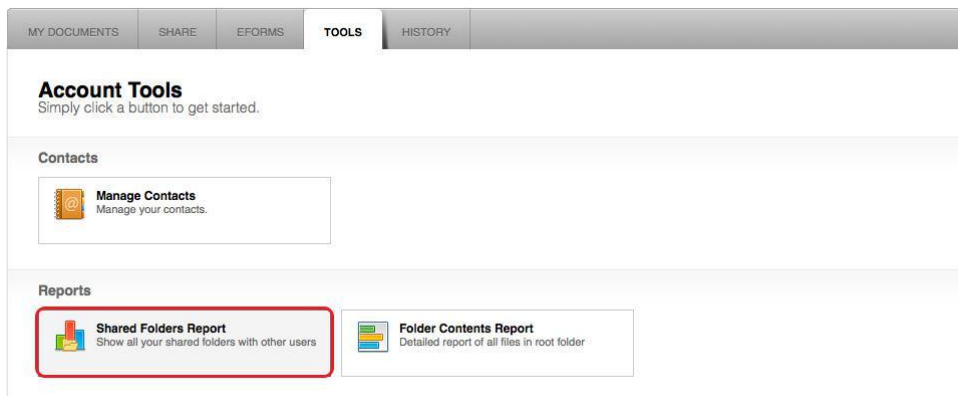 MY DOCUMENTS SHARE EFORMS TOOLS HISTORY
Account Tools
Simply click a button to get started.
Contacts
Manage Contacts
Manage your contacts.
Reports
Shared Folders Report
Show all your shared folders with other users
Folder Contents Report
Detailed report of all files in root folder